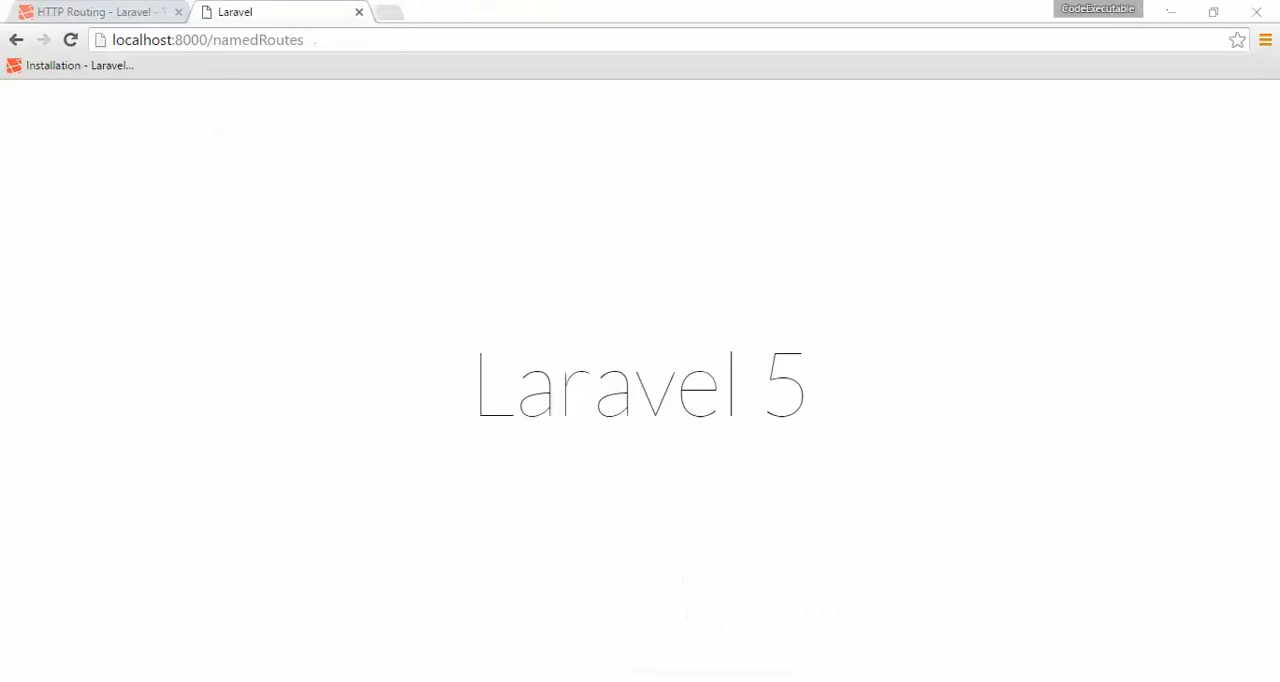 HTTP Routing - Laravel -
Laravel
CodeExecutable
localhost:8000/namedRoutes
Installation - Laravel...
Laravel 5